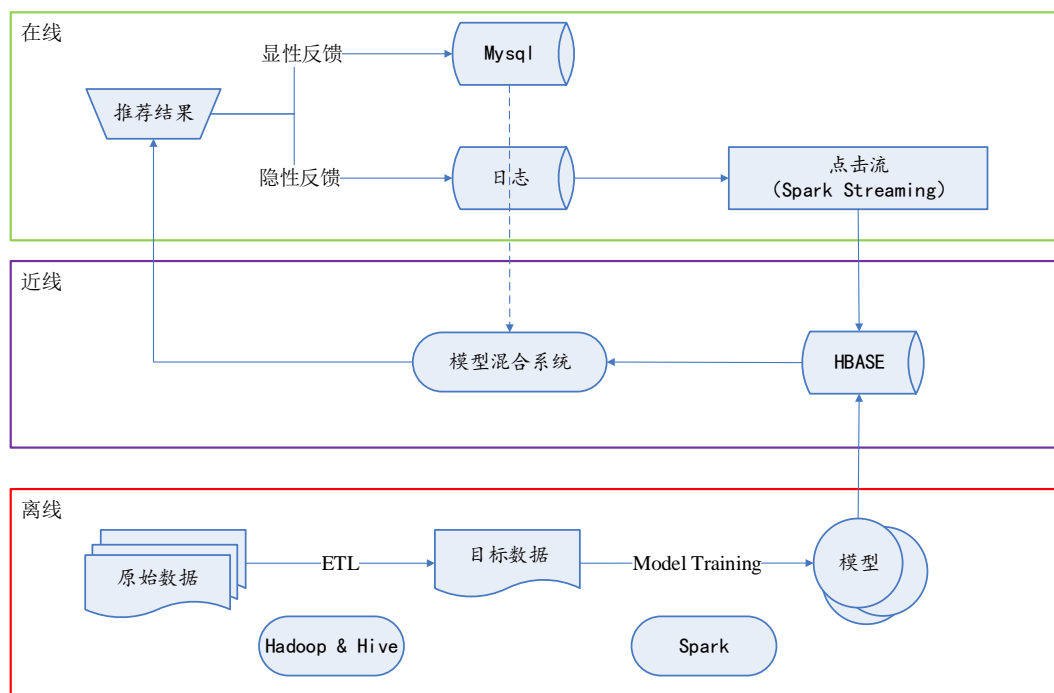 在线
显性反馈
Mysql
推荐结果
隐性反馈
日志
点击流
（Spark Streaming）
近线
模型混合系统
HBASE
离线
原始数据
ETL
目标数据
Model Training
模型
Hadoop & Hive
Spark